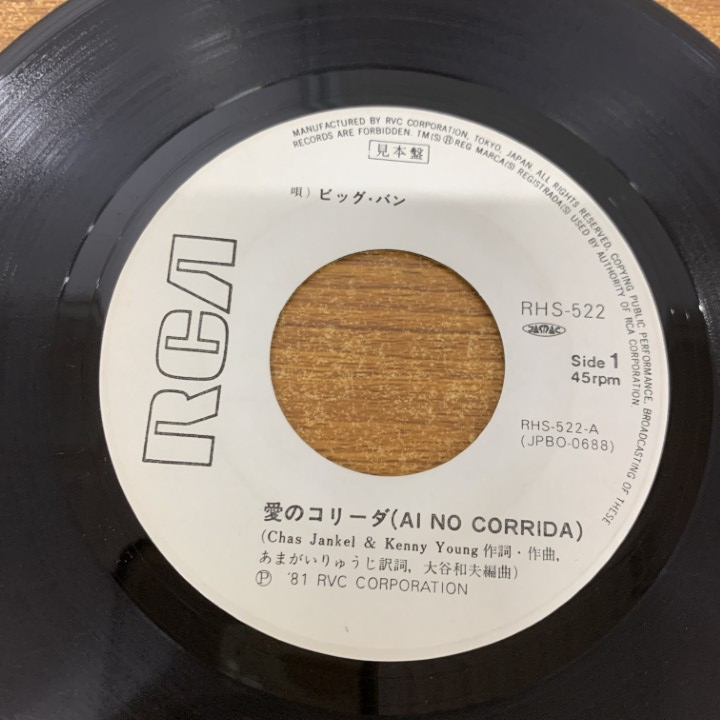 MANUFACTURED BY RVC CORPORATION, TOKYO, JAPAN. ALL RIGHTS RESERVED, COPYING PUBLIC PERFORMANCE, BROADCASTING OF THESE
RECORDS ARE FORBIDDEN. TM(S) ® REG MARCA(S) REGISTRADA(S) USED BY AUTHORITY OF RCA CORPORATION.
見本盤
唄) ビッグ・バン
RCA
RHS-522
JASRAC
Side 1
45rpm
RHS-522-A
(JPBO-0688)
愛のコリーダ(AI NO CORRIDA)
(Chas Jankel & Kenny Young 作詞・作曲,
あまがいりゅうじ訳詞, 大谷和夫編曲)
Ⓟ '81 RVC CORPORATION